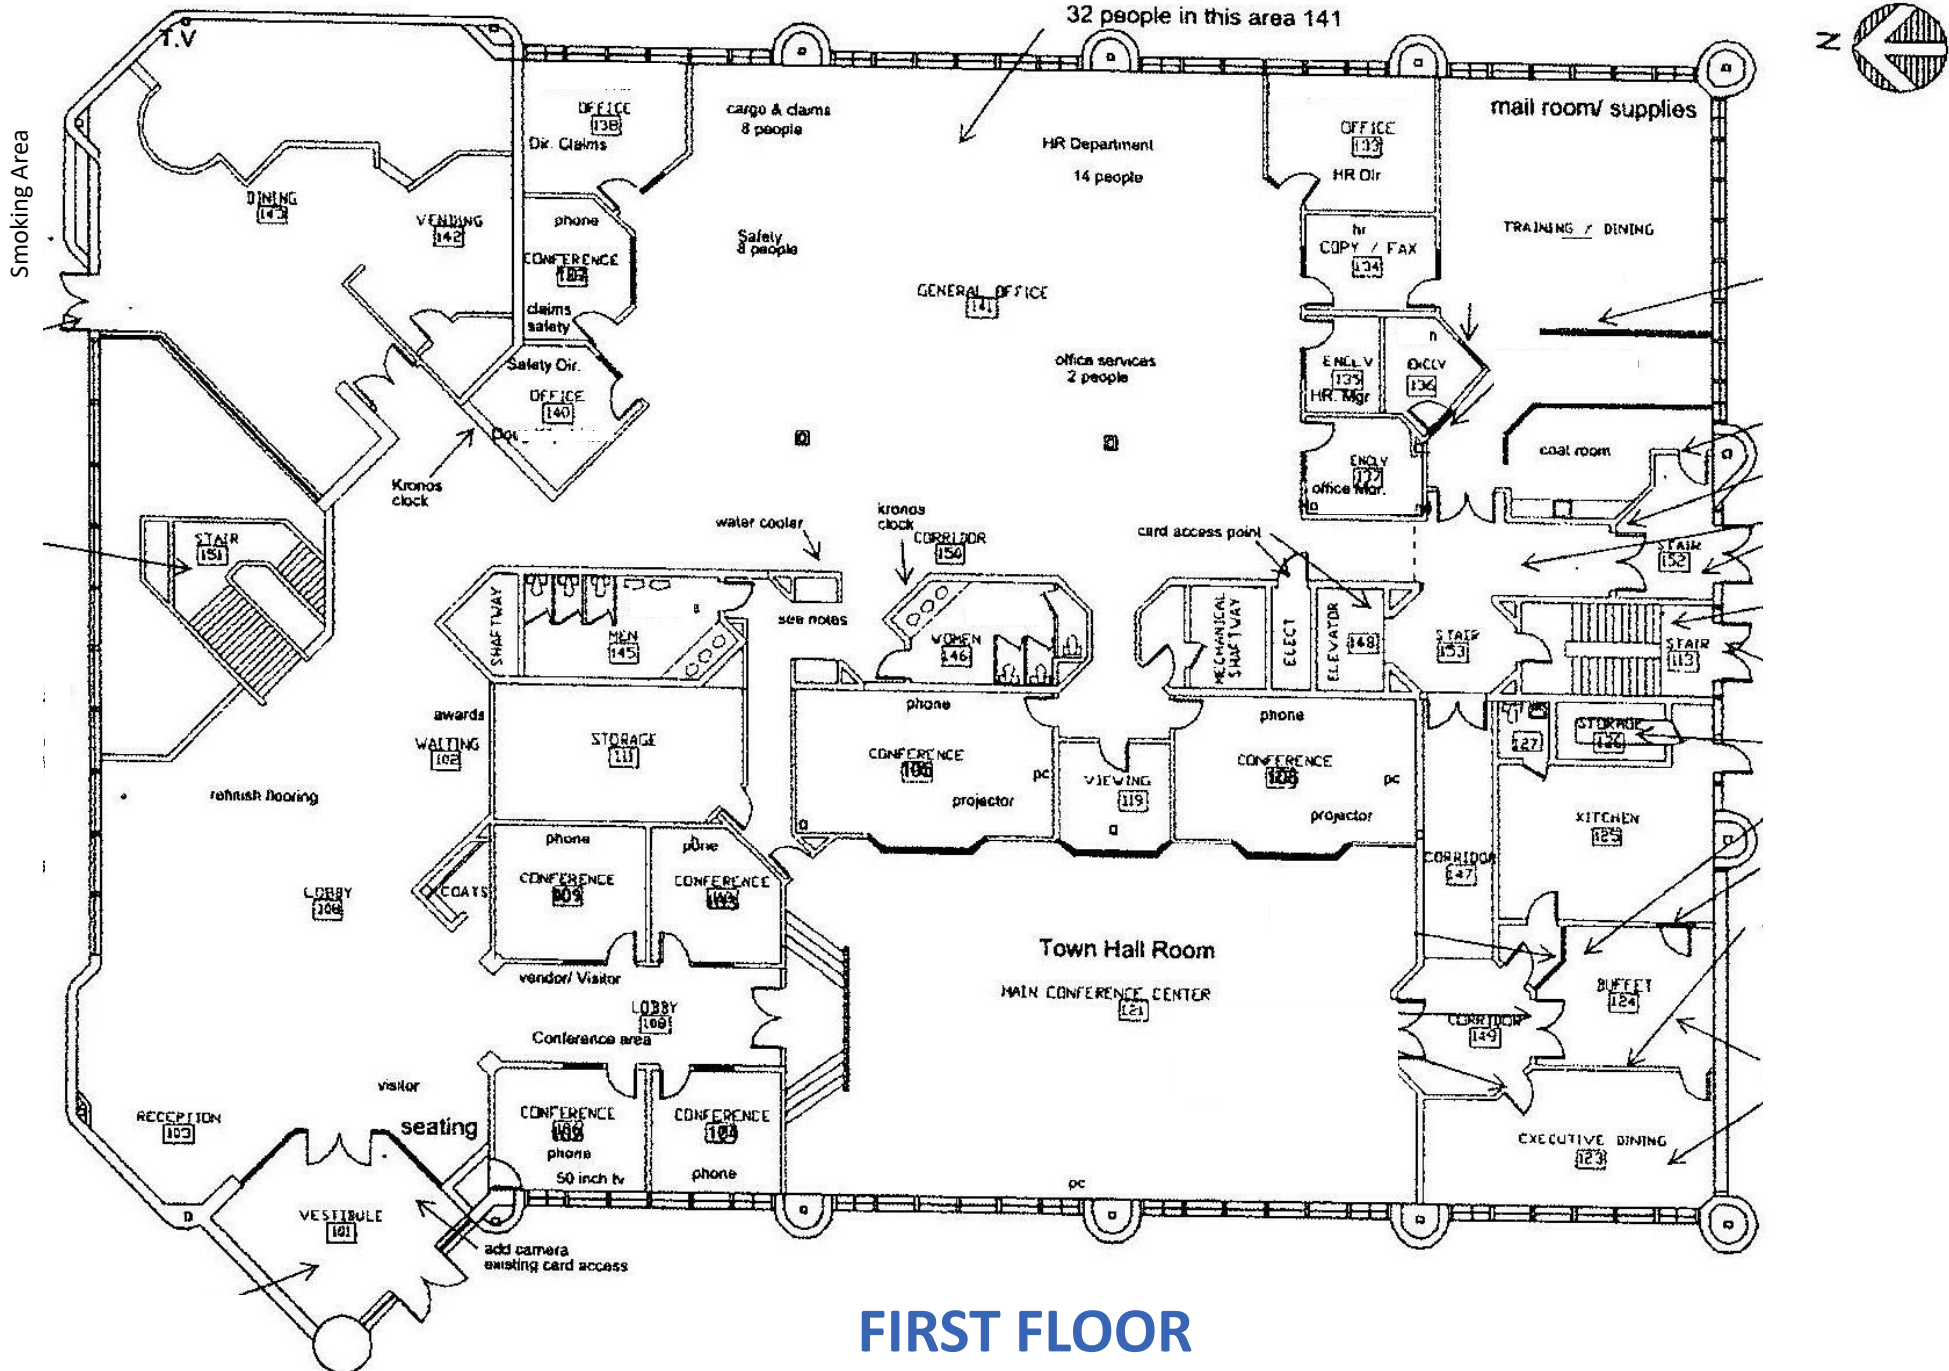 32 people in this area 141
N
T.V
Smoking Area
OFFICE
138
Dir. Claims
cargo & claims
8 people
HR Department
14 people
OFFICE
133
HR Dir
mail room/ supplies
DINING
143
VENDING
142
phone
CONFERENCE
claims
safety
Safety
8 people
hr
COPY / FAX
134
TRAINING / DINING
GENERAL OFFICE
141
Safety Dir.
OFFICE
140
office services
2 people
ENCLV
135
HR. Mgr
ENCLV
136
coat room
ENCLV
137
office Mgr.
Kronos
clock
water cooler
kronos
clock
CORRIDOR
150
card access point
STAIR
151
STAIR
152
SHAFTWAY
MEN
145
see notes
WOMEN
146
MECHANICAL
SHAFTWAY
ELECT
ELEVATOR
148
STAIR
153
STAIR
113
awards
WAITING
102
STORAGE
111
phone
CONFERENCE
pc
projector
VIEWING
119
phone
CONFERENCE
pc
projector
127
STORAGE
126
refinish flooring
KITCHEN
125
phone
CONFERENCE
109
CONFERENCE
COATS
LOBBY
108
CORRIDOR
147
Town Hall Room
MAIN CONFERENCE CENTER
121
vendor/ Visitor
LOBBY
108
Conference area
BUFFET
124
CORRIDOR
149
visitor
seating
RECEPTION
103
CONFERENCE
phone
50 inch tv
CONFERENCE
104
phone
EXECUTIVE DINING
123
pc
VESTIBULE
101
add camera
existing card access
FIRST FLOOR